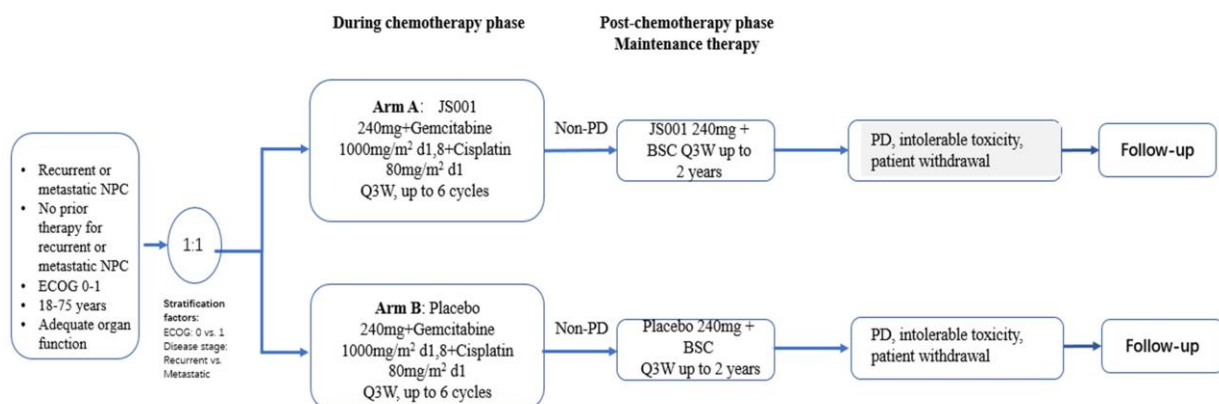 During chemotherapy phase
Post-chemotherapy phase
Maintenance therapy
• Recurrent or
metastatic NPC
• No prior
therapy for
recurrent or
metastatic NPC
• ECOG 0-1
• 18-75 years
• Adequate organ
function
1:1
Stratification
factors:
ECOG: 0 vs. 1
Disease stage:
Recurrent vs.
Metastatic
Arm A: JS001
240mg+Gemcitabine
1000mg/m² d1,8+Cisplatin
80mg/m² d1
Q3W, up to 6 cycles
Non-PD
JS001 240mg +
BSC Q3W up to
2 years
PD, intolerable toxicity,
patient withdrawal
Follow-up
Arm B: Placebo
240mg+Gemcitabine
1000mg/m² d1,8+Cisplatin
80mg/m² d1
Q3W, up to 6 cycles
Non-PD
Placebo 240mg +
BSC
Q3W up to 2 years
PD, intolerable toxicity,
patient withdrawal
Follow-up